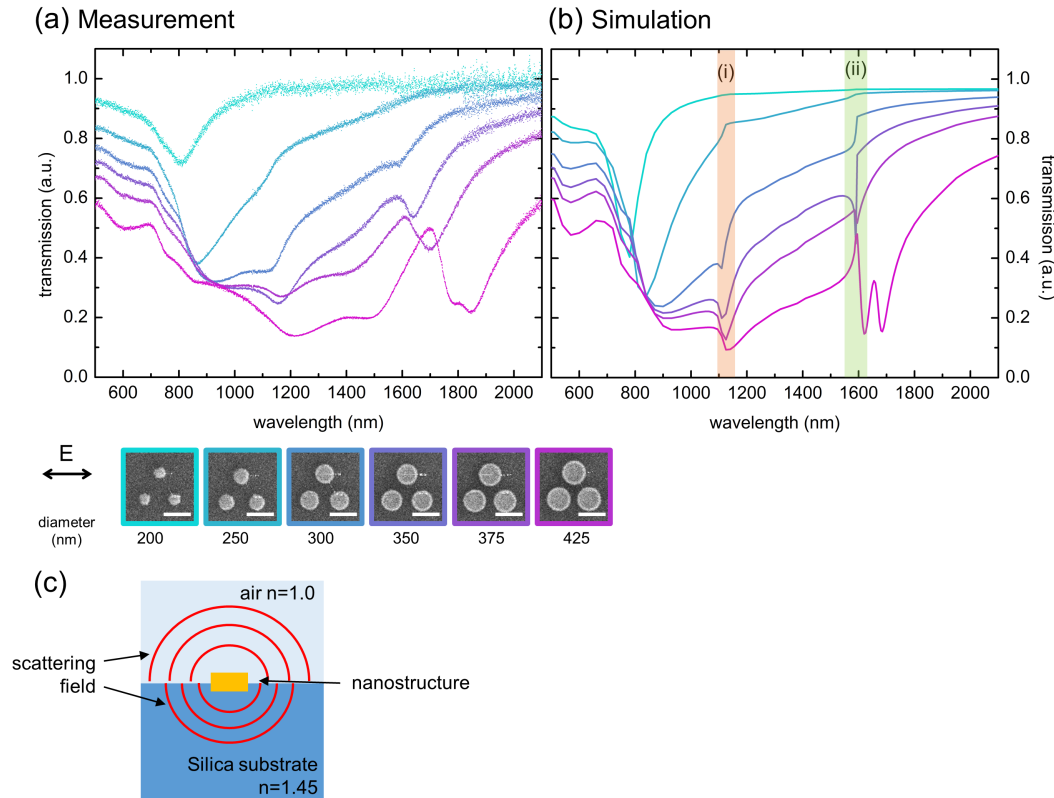 (a) Measurement
(b) Simulation
(i)
(ii)
1.0
0.8
0.6
0.4
0.2
0.0
transmission (a.u.)
600 800 1000 1200 1400 1600 1800 2000
wavelength (nm)
1.0
0.8
0.6
0.4
0.2
0.0
transmision (a.u.)
600 800 1000 1200 1400 1600 1800 2000
wavelength (nm)
E
diameter
(nm)
200 250 300 350 375 425
(c)
air n=1.0
scattering
field
nanostructure
Silica substrate
n=1.45